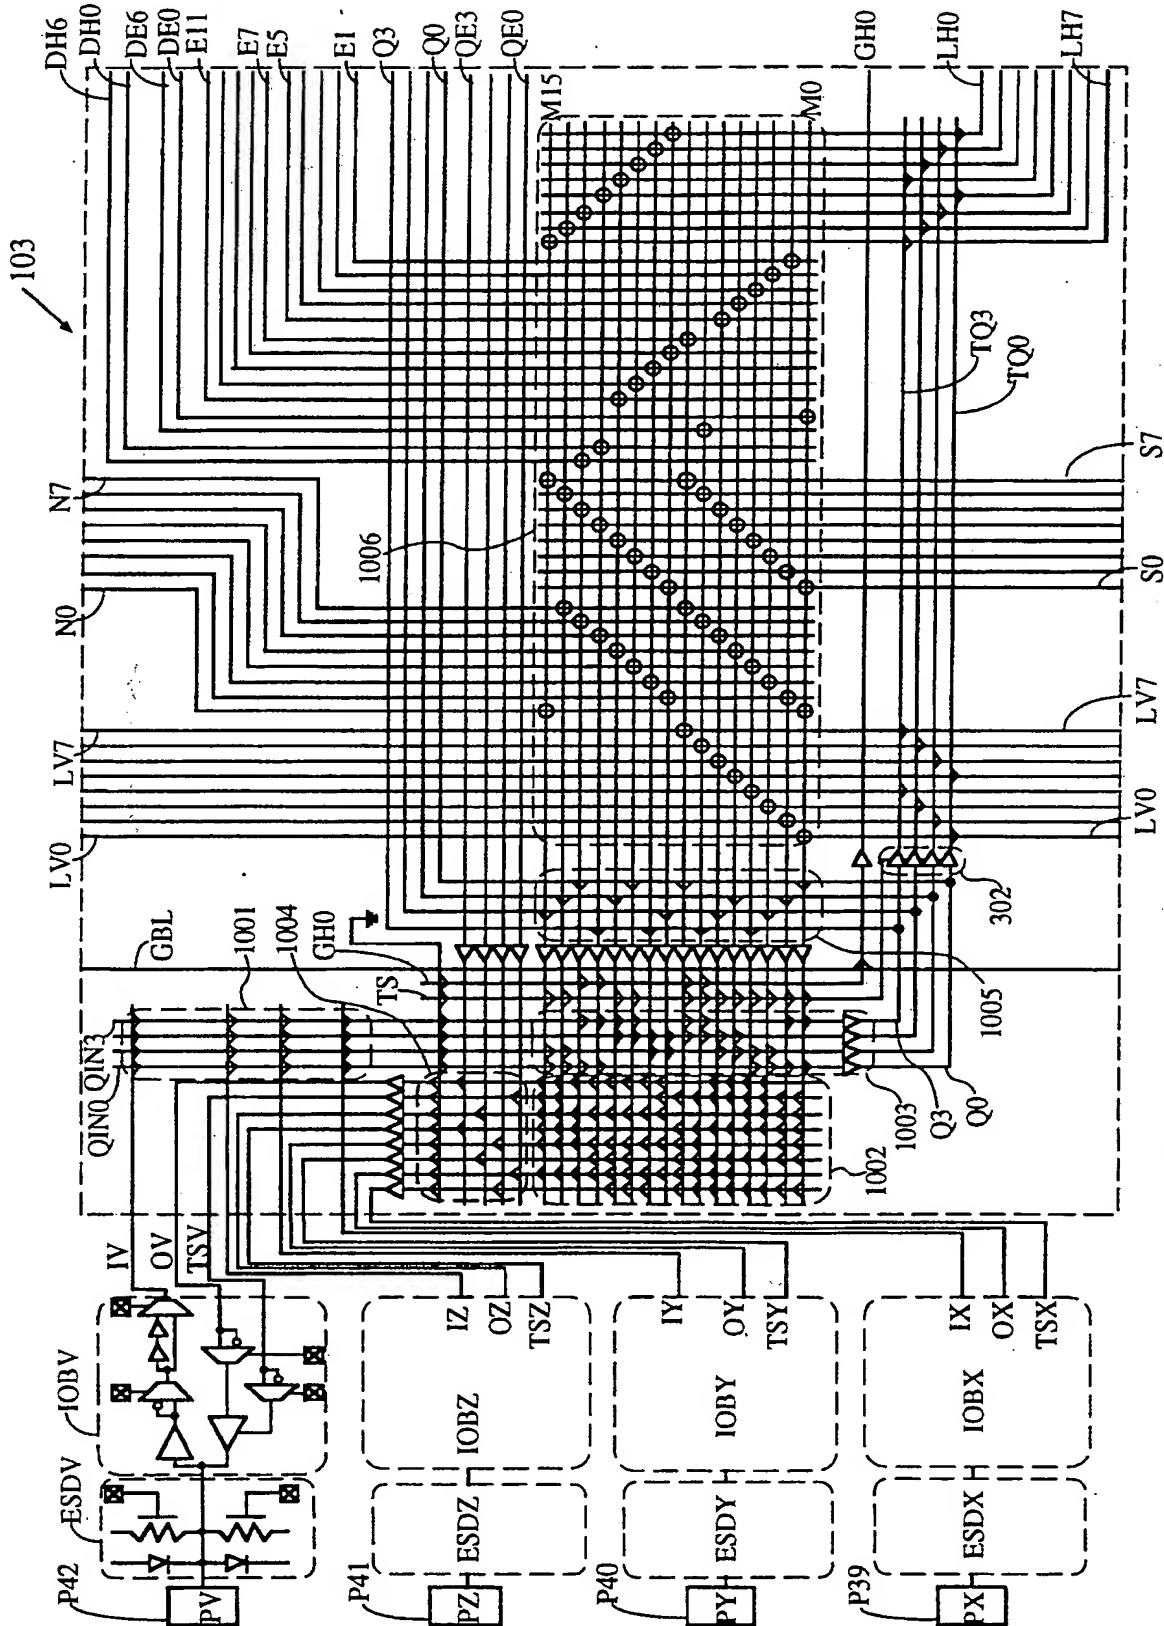 103
DH6
DH0
DE6
DE0
E11
E7
E5
E1
Q3
Q0
QE3
QE0
M15
M0
GH0
LH0
LH7
TQ3
TQ0
N7
N0
1006
S7
S0
LV7
LV0
LV7
LV0
GBL
1001
1004
GH0
TS
QIN3
QIN0
302
1005
Q0
Q3
1003
1002
IV
OV
TSV
IOBV
ESDV
P42
PV
IZ
OZ
TSZ
IOBZ
ESDZ
P41
PZ
IY
OY
TSY
IOBY
ESDY
P40
PY
IX
OX
TSX
IOBX
ESDX
P39
PX